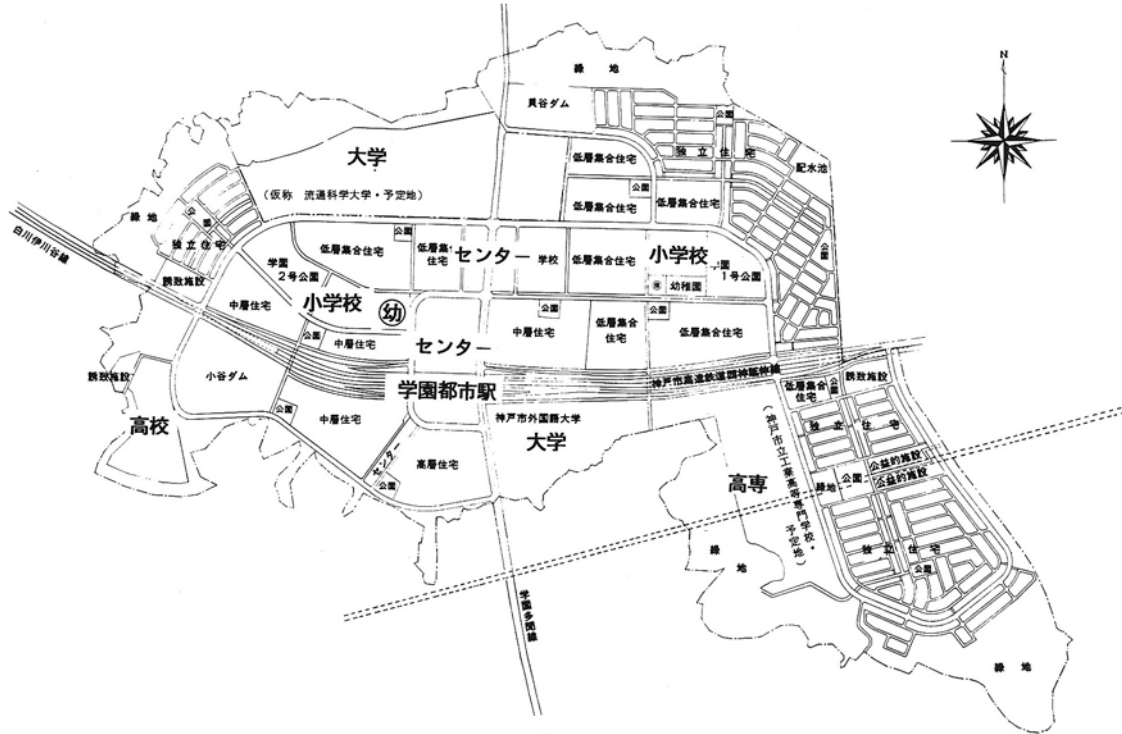 N
緑 地
貝谷ダム
公園
大学
低層集合住宅
独 立 住 宅
配水池
(仮称 流通科学大学・予定地)
公園
低層集合住宅
低層集合住宅
緑 地
公園
独立住宅
公園
低層集合住宅
低層集
住宅
センター
学校
低層集合住宅
小学校
公園
白川伊川谷線
学園
2号公園
1号公園
幼稚園
誘致施設
中層住宅
小学校
幼
公園
中層住宅
低層集合
住宅
公園
低層集合住宅
公園
中層住宅
センター
誘致施設
小谷ダム
学園都市駅
低層集合
住宅
公園
誘致施設
高校
公園
中層住宅
神戸市外国語大学
大学
独 立 住 宅
センター
高層住宅
公園
高専
(神戸市立工業高等専門学校・
予定地)
緑地
公園
公益的施設
公益的施設
緑
地
独 立 住 宅
公園
学園多聞線
緑 地